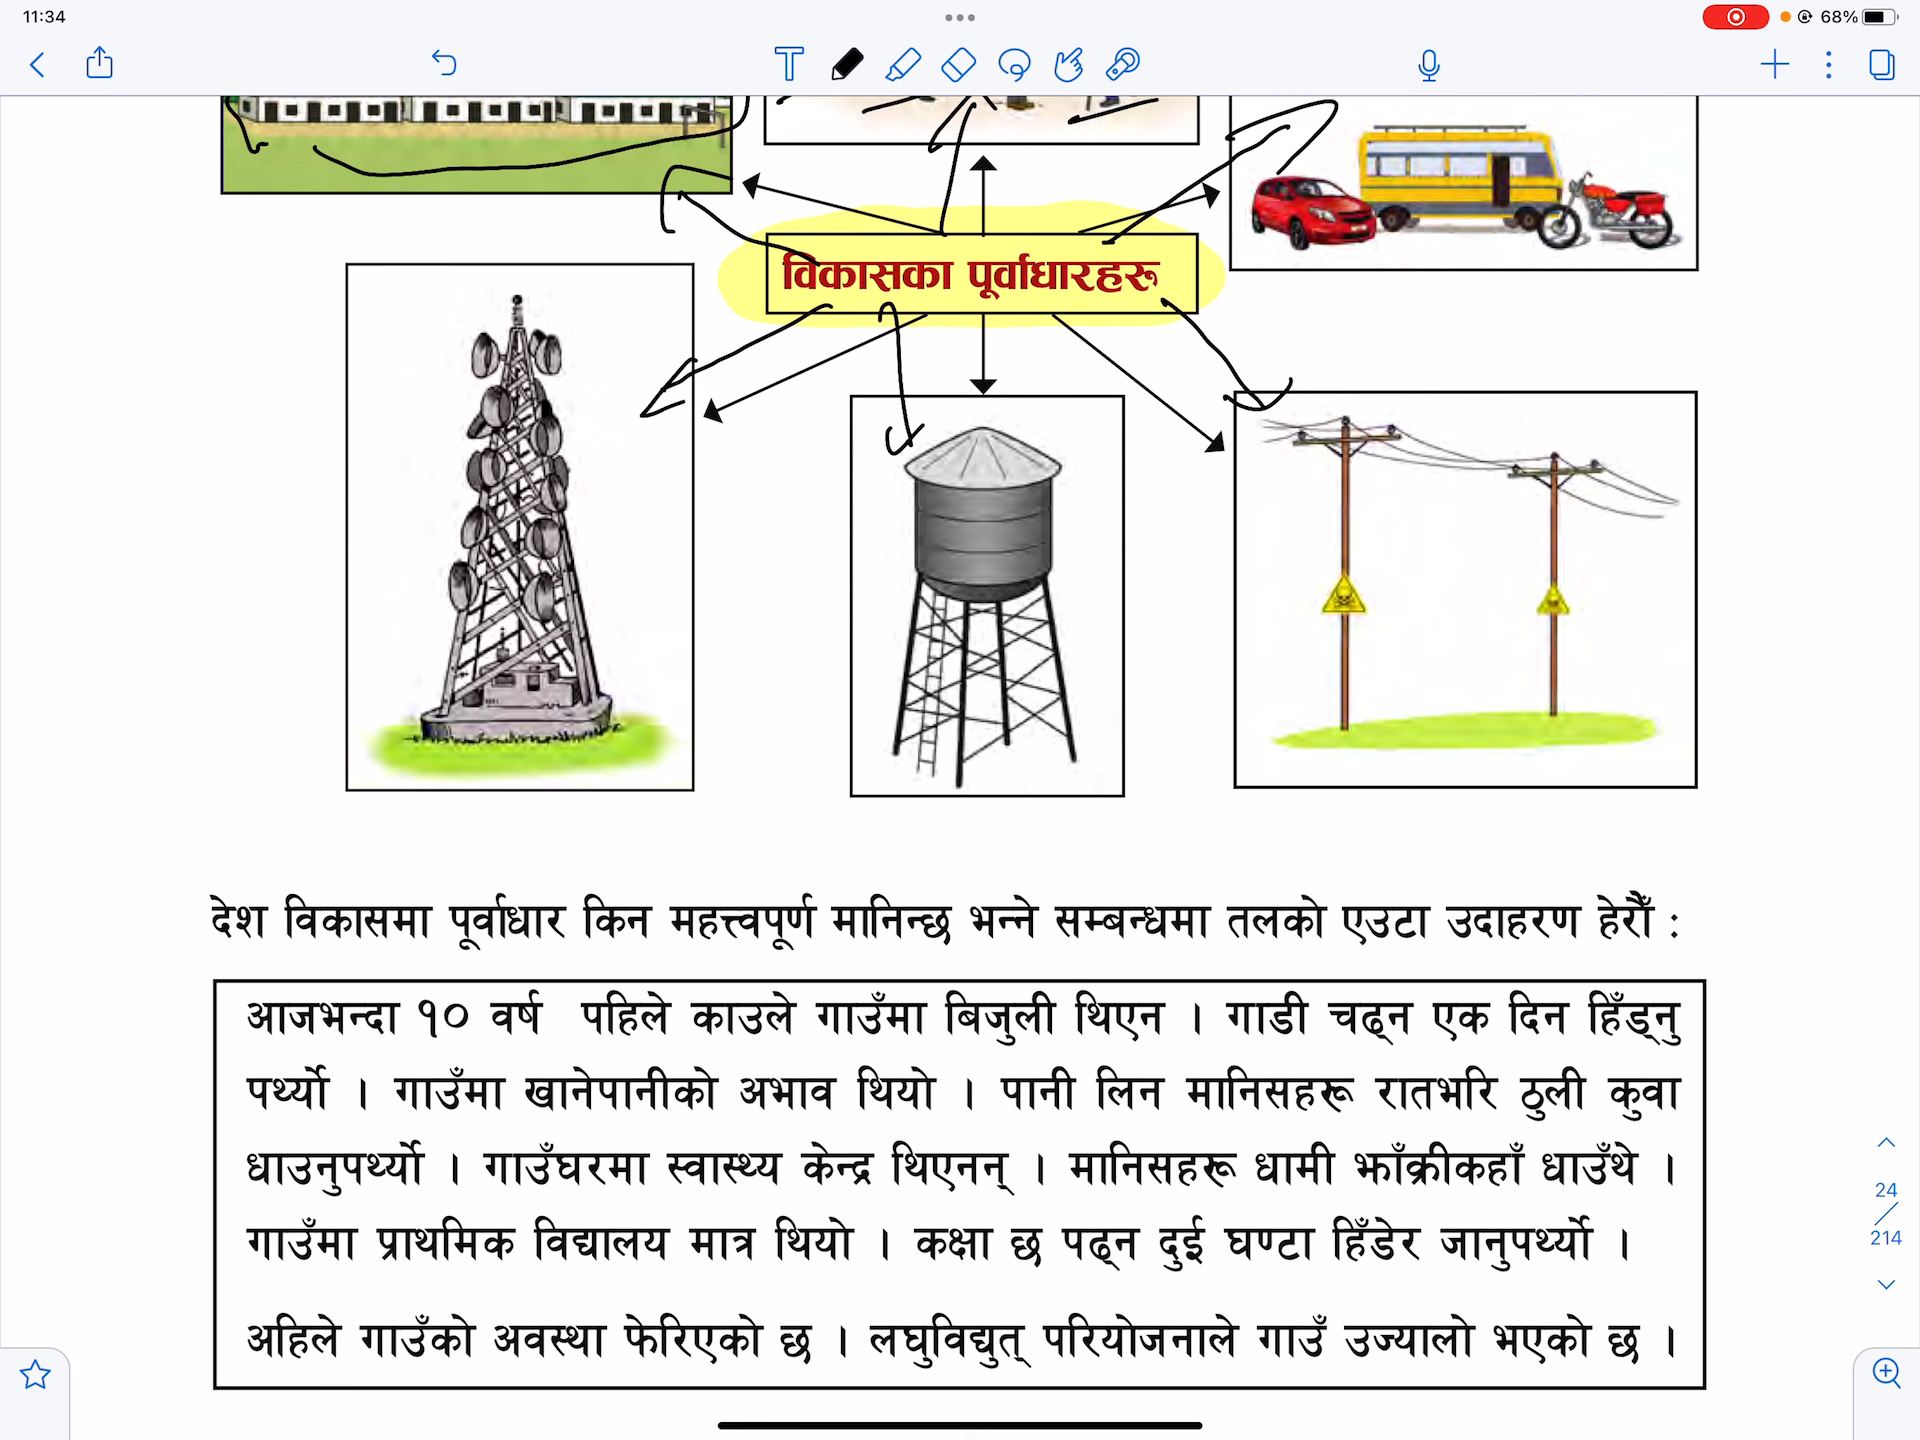 11:34
68%
विकासका पूर्वाधारहरू
देश विकासमा पूर्वाधार किन महत्त्वपूर्ण मानिन्छ भन्ने सम्बन्धमा तलको एउटा उदाहरण हेरौँ :
आजभन्दा १० वर्ष पहिले काउले गाउँमा बिजुली थिएन । गाडी चढ्न एक दिन हिँड्नु
पर्थ्यो । गाउँमा खानेपानीको अभाव थियो । पानी लिन मानिसहरू रातभरि ठुली कुवा
धाउनुपर्थ्यो । गाउँघरमा स्वास्थ्य केन्द्र थिएनन् । मानिसहरू धामी झाँक्रीकहाँ धाउँथे ।
गाउँमा प्राथमिक विद्यालय मात्र थियो । कक्षा छ पढ्न दुई घण्टा हिँडेर जानुपर्थ्यो ।
अहिले गाउँको अवस्था फेरिएको छ । लघुविद्युत् परियोजनाले गाउँ उज्यालो भएको छ ।
24
214